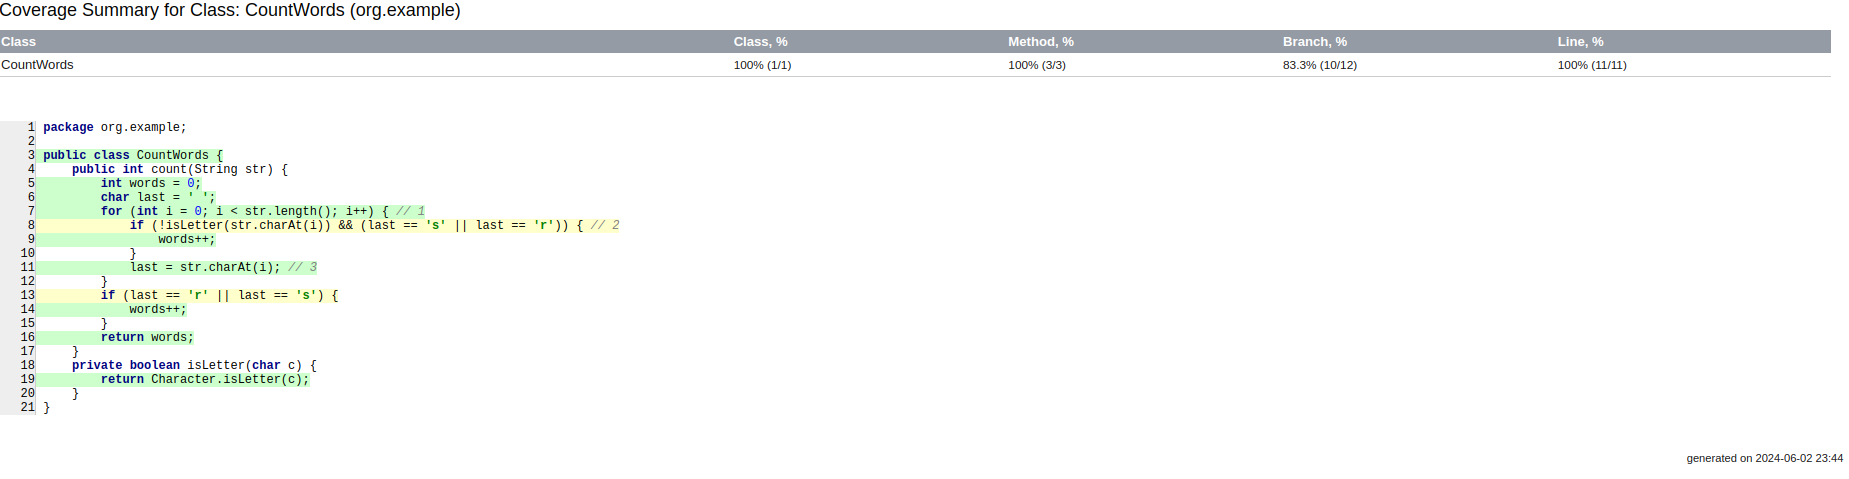 Coverage Summary for Class: CountWords (org.example)
Class Class, % Method, % Branch, % Line, %
CountWords 100% (1/1) 100% (3/3) 83.3% (10/12) 100% (11/11)
1 package org.example;
2
3 public class CountWords {
4     public int count(String str) {
5         int words = 0;
6         char last = ' ';
7         for (int i = 0; i < str.length(); i++) { // 1
8             if (!isLetter(str.charAt(i)) && (last == 's' || last == 'r')) { // 2
9                 words++;
10             }
11             last = str.charAt(i); // 3
12         }
13         if (last == 'r' || last == 's') {
14             words++;
15         }
16         return words;
17     }
18     private boolean isLetter(char c) {
19         return Character.isLetter(c);
20     }
21 }
generated on 2024-06-02 23:44